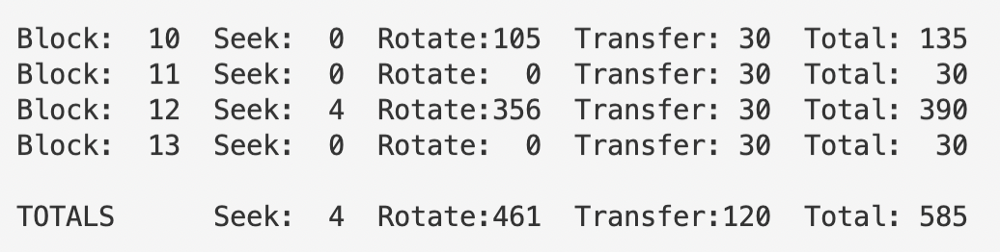 Block:  10  Seek:  0  Rotate:105  Transfer: 30  Total: 135
Block:  11  Seek:  0  Rotate:  0  Transfer: 30  Total:  30
Block:  12  Seek:  4  Rotate:356  Transfer: 30  Total: 390
Block:  13  Seek:  0  Rotate:  0  Transfer: 30  Total:  30
TOTALS      Seek:  4  Rotate:461  Transfer:120  Total: 585